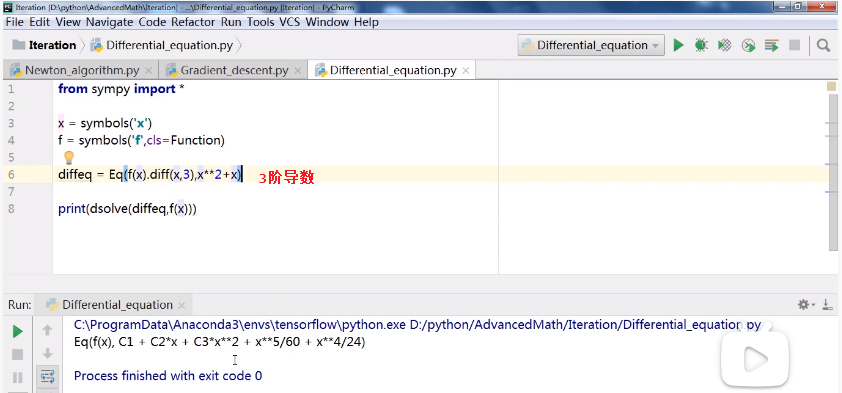 Iteration [D:\python\AdvancedMath\Iteration] - ...\Differential_equation.py [Iteration] - PyCharm
File Edit View Navigate Code Refactor Run Tools VCS Window Help
Iteration Differential_equation.py Differential_equation
Newton_algorithm.py Gradient_descent.py Differential_equation.py
1 from sympy import *
2
3 x = symbols('x')
4 f = symbols('f',cls=Function)
5
6 diffeq = Eq(f(x).diff(x,3),x**2+x) 3阶导数
7
8 print(dsolve(diffeq,f(x)))
Run: Differential_equation
C:\ProgramData\Anaconda3\envs\tensorflow\python.exe D:/python/AdvancedMath/Iteration/Differential_equation.py
Eq(f(x), C1 + C2*x + C3*x**2 + x**5/60 + x**4/24)
Process finished with exit code 0